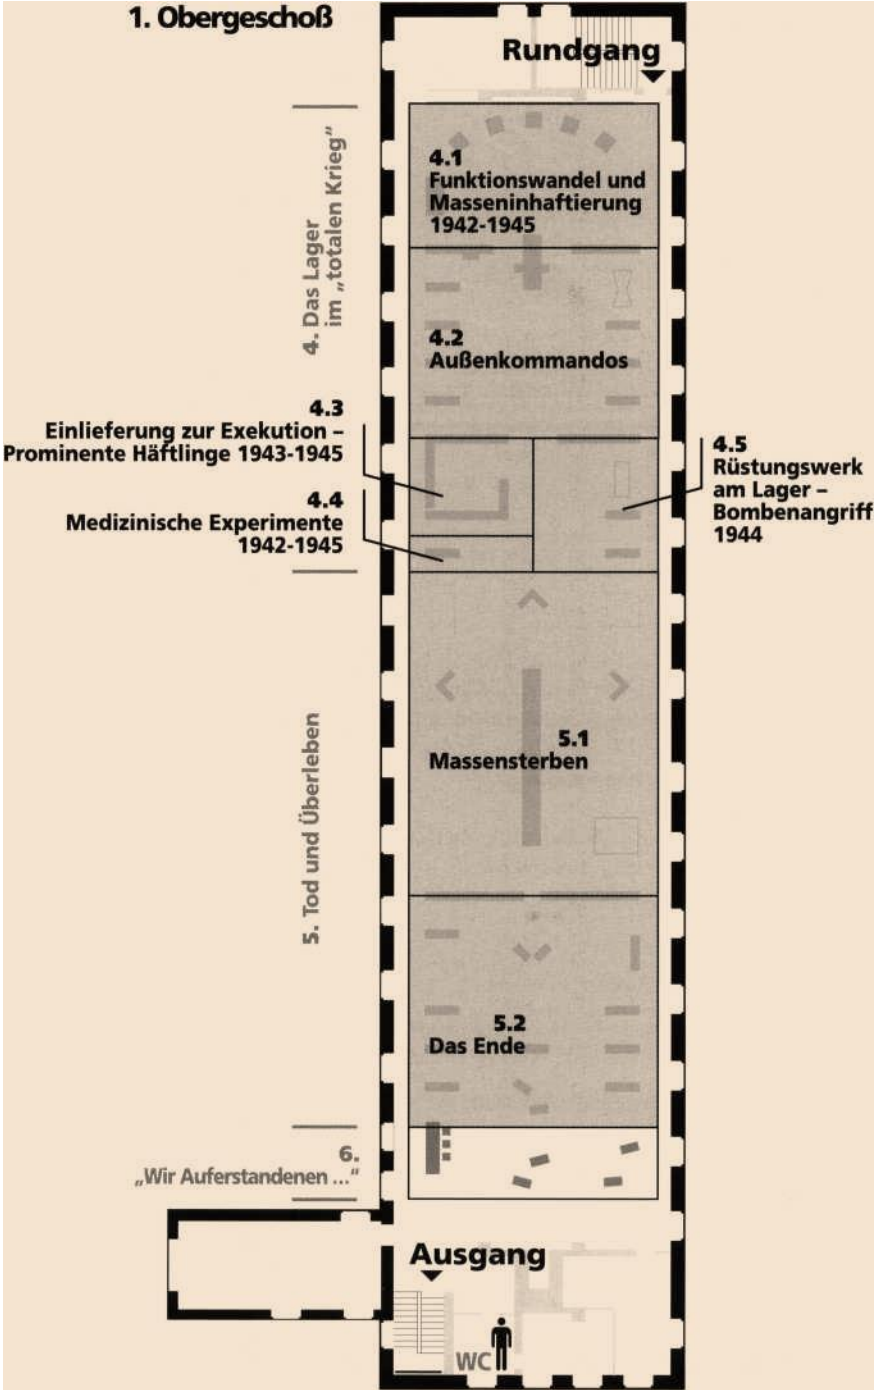 1. Obergeschoß
Rundgang
4. Das Lager
im „totalen Krieg“
4.1
Funktionswandel und
Masseninhaftierung
1942-1945
4.2
Außenkommandos
4.3
Einlieferung zur Exekution –
Prominente Häftlinge 1943-1945
4.4
Medizinische Experimente
1942-1945
4.5
Rüstungswerk
am Lager –
Bombenangriff
1944
5. Tod und Überleben
5.1
Massensterben
5.2
Das Ende
6.
„Wir Auferstandenen ...“
Ausgang
WC